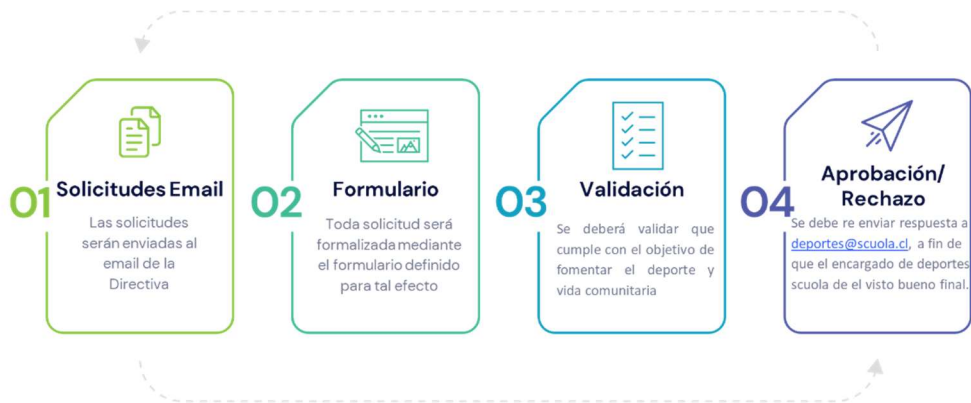 01
Solicitudes Email
Las solicitudes
serán enviadas al
email de la
Directiva
02
Formulario
Toda solicitud será
formalizada mediante
el formulario definido
para tal efecto
03
Validación
Se deberá validar que
cumple con el objetivo de
fomentar el deporte y
vida comunitaria
04
Aprobación/
Rechazo
Se debe re enviar respuesta a
deportes@scuola.cl, a fin de
que el encargado de deportes
scuola de el visto bueno final.